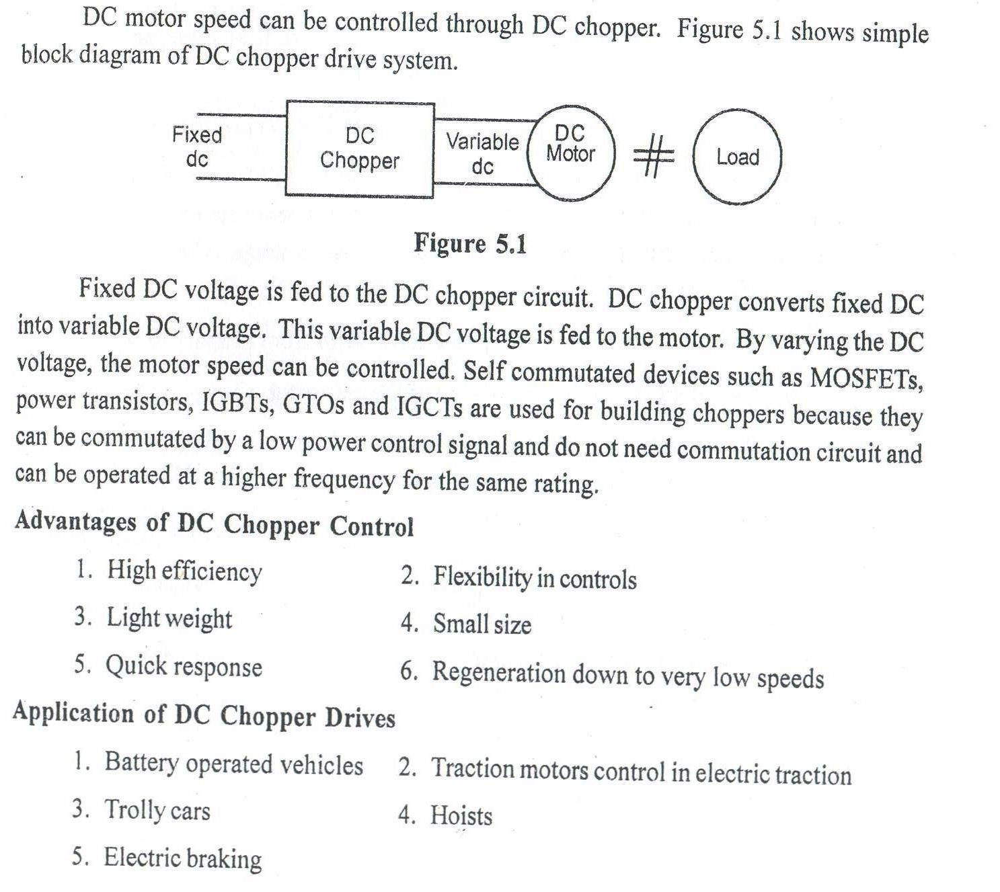 DC motor speed can be controlled through DC chopper. Figure 5.1 shows simple
block diagram of DC chopper drive system.
Fixed
dc
DC
Chopper
Variable
dc
DC
Motor
Load
Figure 5.1
Fixed DC voltage is fed to the DC chopper circuit. DC chopper converts fixed DC
into variable DC voltage. This variable DC voltage is fed to the motor. By varying the DC
voltage, the motor speed can be controlled. Self commutated devices such as MOSFETs,
power transistors, IGBTs, GTOs and IGCTs are used for building choppers because they
can be commutated by a low power control signal and do not need commutation circuit and
can be operated at a higher frequency for the same rating.
Advantages of DC Chopper Control
1. High efficiency 2. Flexibility in controls
3. Light weight 4. Small size
5. Quick response 6. Regeneration down to very low speeds
Application of DC Chopper Drives
1. Battery operated vehicles 2. Traction motors control in electric traction
3. Trolly cars 4. Hoists
5. Electric braking